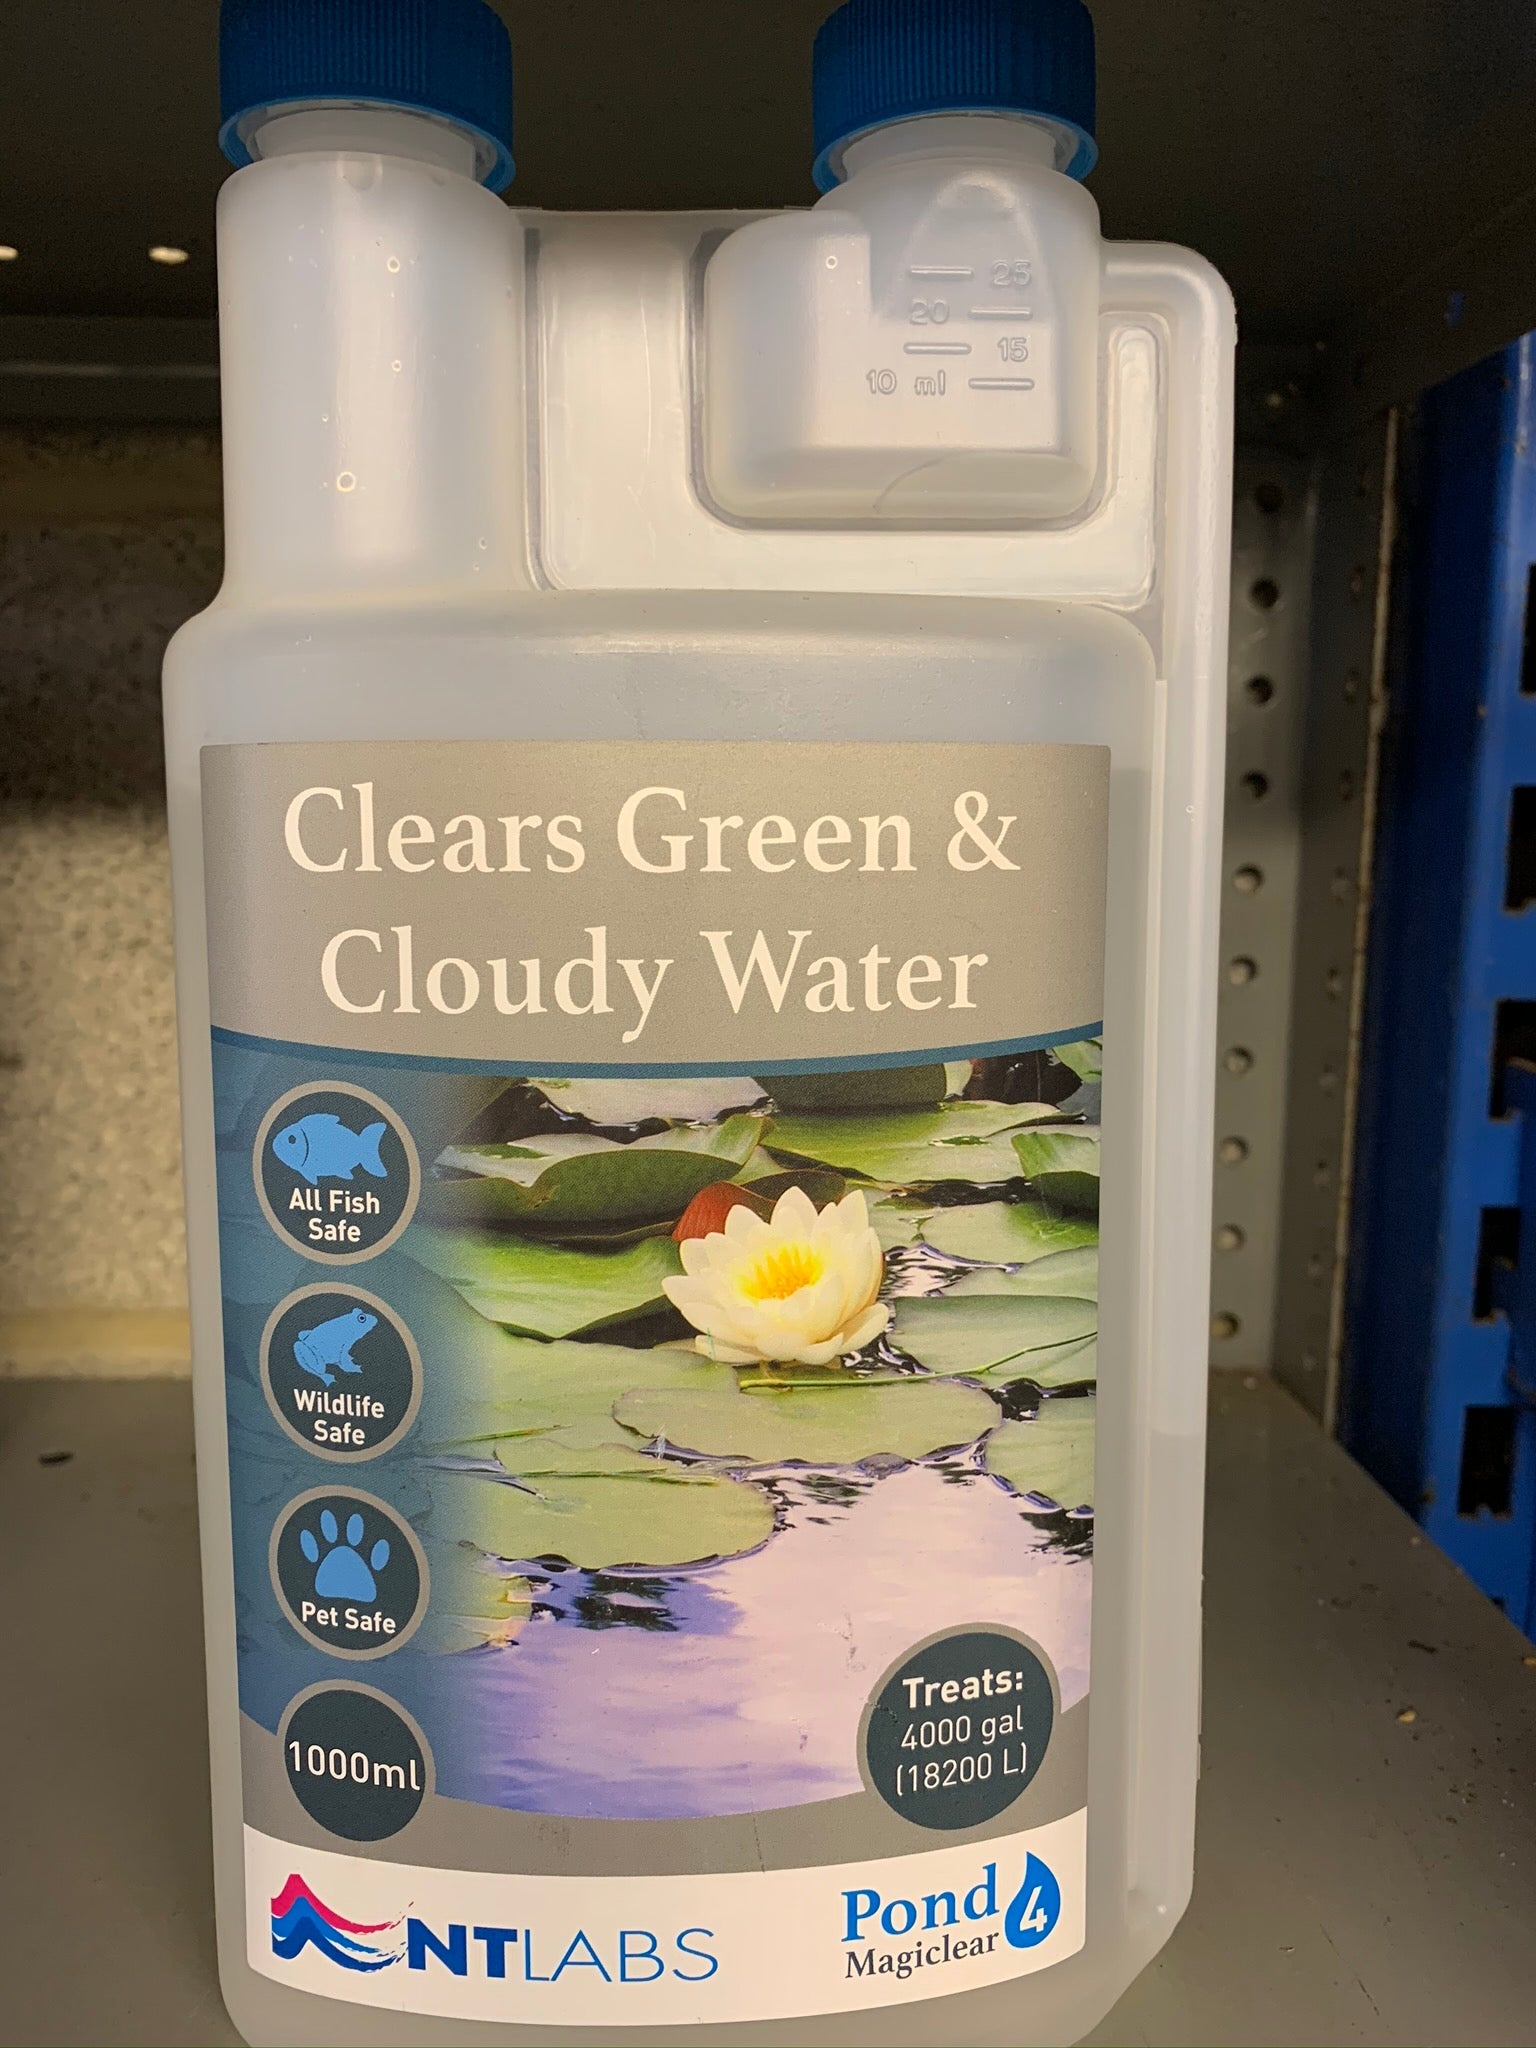 25
20
15
10 ml
Clears Green &
Cloudy Water
All Fish
Safe
Wildlife
Safe
Pet Safe
1000ml
Treats:
4000 gal
(18200 L)
NTLABS
Pond 4
Magiclear